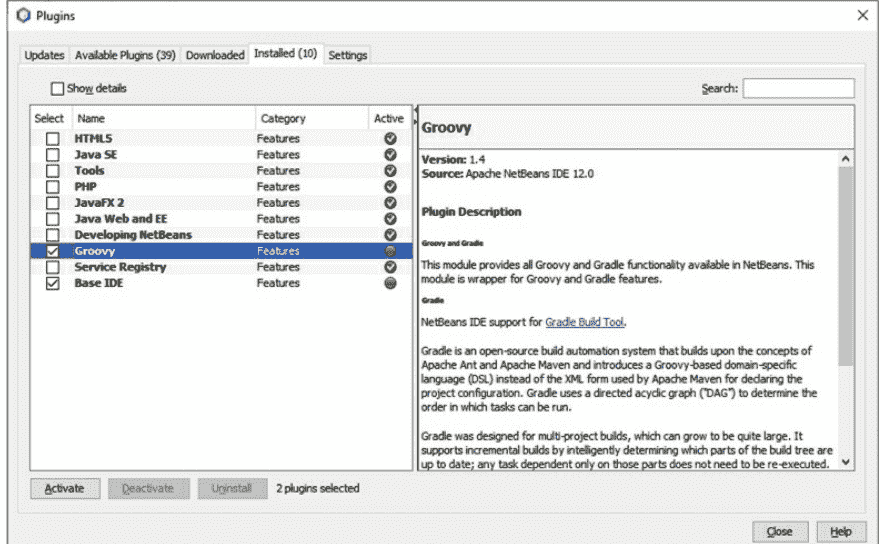 Plugins
Updates Available Plugins (39) Downloaded Installed (10) Settings
Show details
Search:
Select Name Category Active
HTML5 Features
Java SE Features
Tools Features
PHP Features
JavaFX 2 Features
Java Web and EE Features
Developing NetBeans Features
Groovy Features
Service Registry Features
Base IDE Features
Groovy
Version: 1.4
Source: Apache NetBeans IDE 12.0
Plugin Description
Groovy and Gradle
This module provides all Groovy and Gradle functionality available in NetBeans. This
module is wrapper for Groovy and Gradle features.
Gradle
NetBeans IDE support for Gradle Build Tool.
Gradle is an open-source build automation system that builds upon the concepts of
Apache Ant and Apache Maven and introduces a Groovy-based domain-specific
language (DSL) instead of the XML form used by Apache Maven for declaring the
project configuration. Gradle uses a directed acyclic graph ("DAG") to determine the
order in which tasks can be run.
Gradle was designed for multi-project builds, which can grow to be quite large. It
supports incremental builds by intelligently determining which parts of the build tree are
up to date; any task dependent only on those parts does not need to be re-executed.
Activate Deactivate Uninstall 2 plugins selected
Close Help